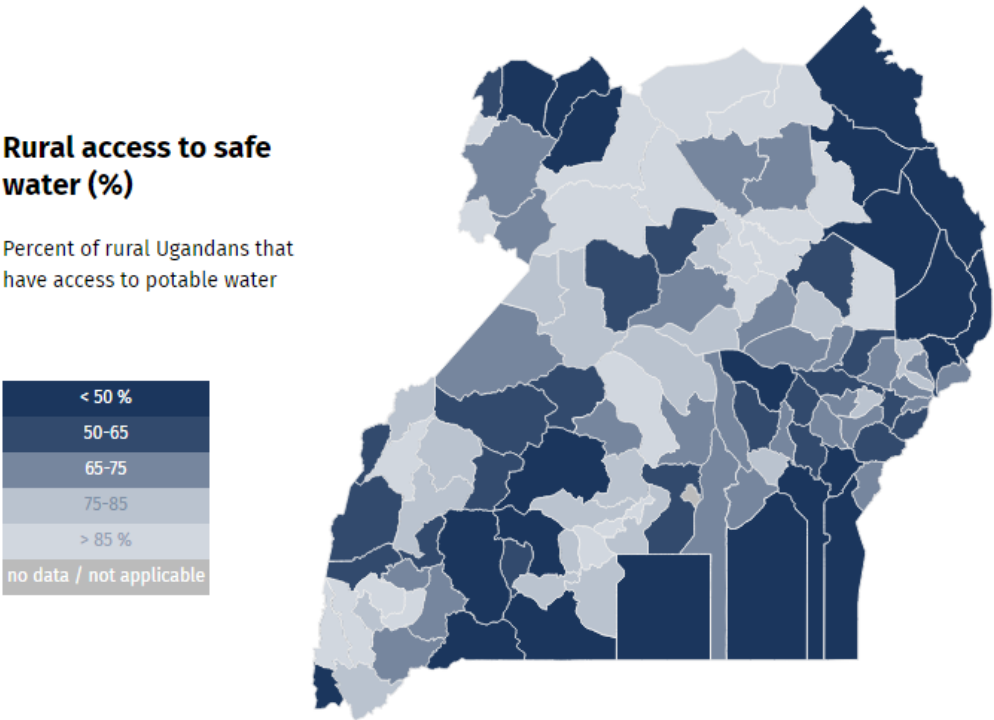 Rural access to safe
water (%)
Percent of rural Ugandans that
have access to potable water
< 50 %
50-65
65-75
75-85
> 85 %
no data / not applicable